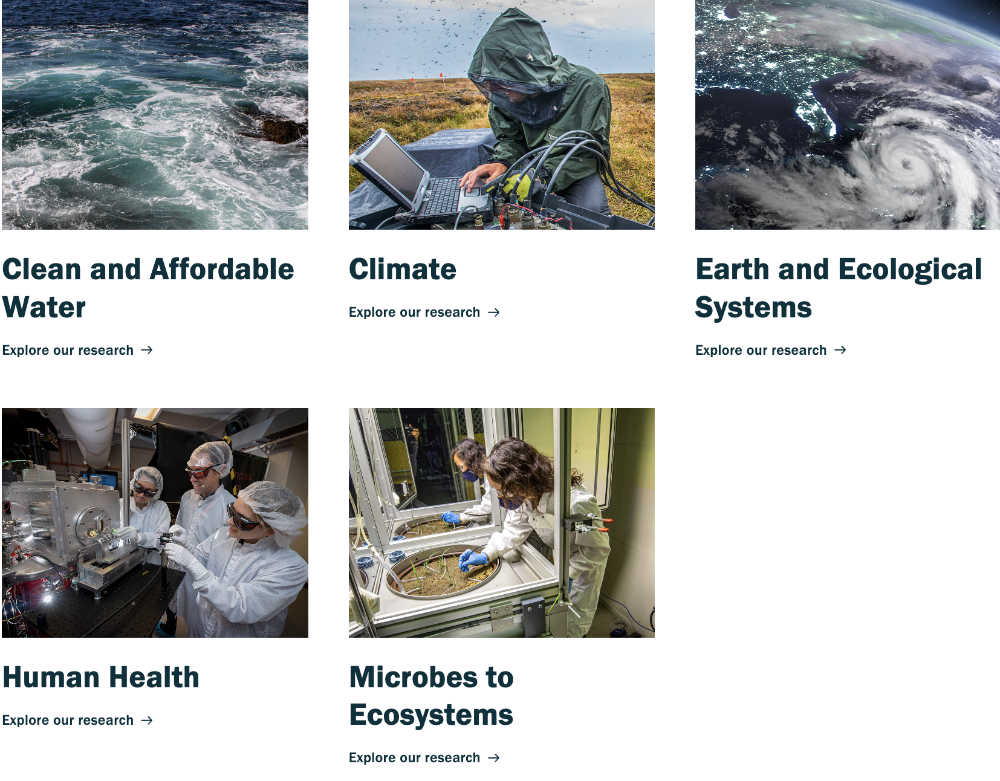 Clean and Affordable
Water
Explore our research →
Climate
Explore our research →
Earth and Ecological
Systems
Explore our research →
Human Health
Explore our research →
Microbes to
Ecosystems
Explore our research →